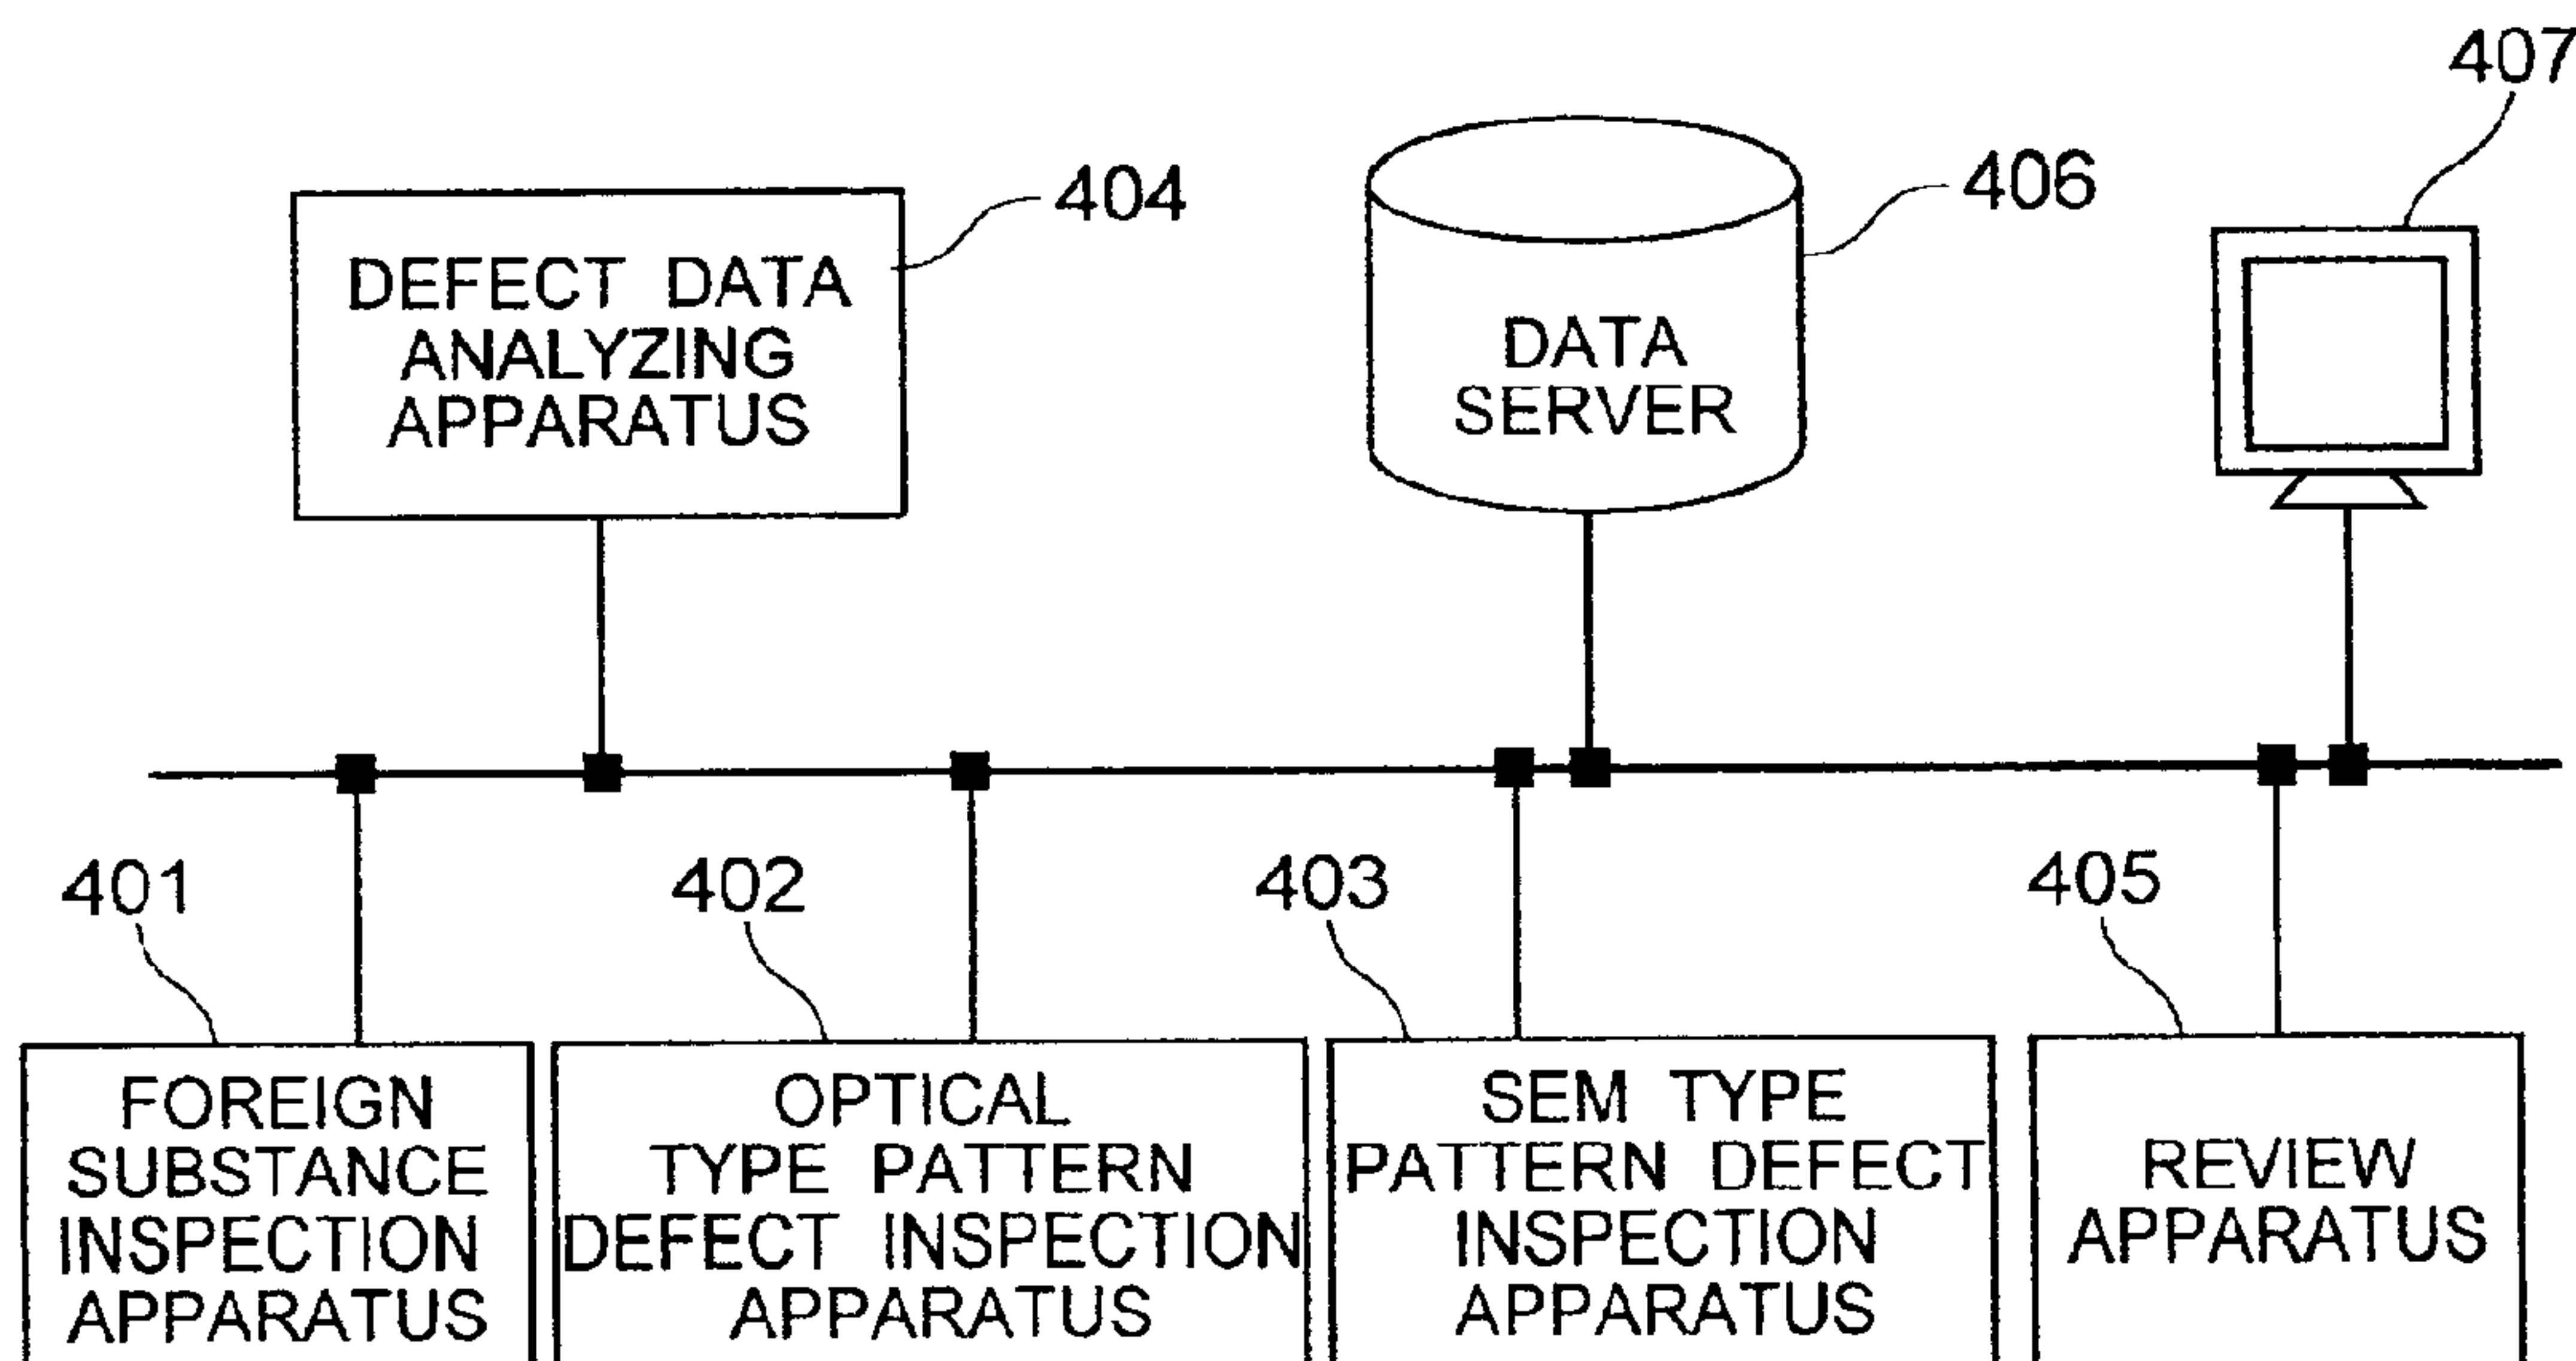 407
404
406
DEFECT DATA
ANALYZING
APPARATUS
DATA
SERVER
401
402
403
405
FOREIGN
SUBSTANCE
INSPECTION
APPARATUS
OPTICAL
TYPE PATTERN
DEFECT INSPECTION
APPARATUS
SEM TYPE
PATTERN DEFECT
INSPECTION
APPARATUS
REVIEW
APPARATUS